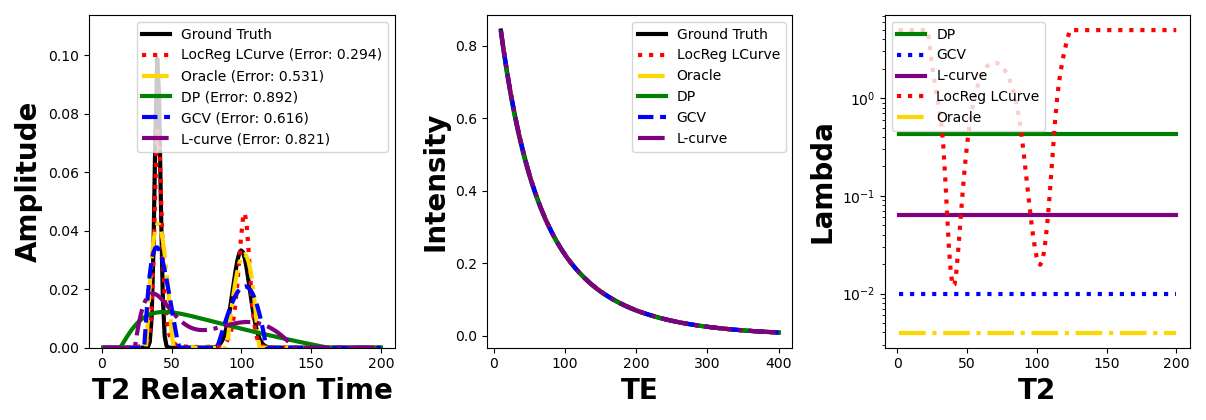 Amplitude
0.10
0.08
0.06
0.04
0.02
0.00
0
50
100
150
200
T2 Relaxation Time
Ground Truth
LocReg LCurve (Error: 0.294)
Oracle (Error: 0.531)
DP (Error: 0.892)
GCV (Error: 0.616)
L-curve (Error: 0.821)
Intensity
0.8
0.6
0.4
0.2
0.0
0
100
200
300
400
TE
Ground Truth
LocReg LCurve
Oracle
DP
GCV
L-curve
Lambda
10⁰
10⁻¹
10⁻²
0
50
100
150
200
T2
DP
GCV
L-curve
LocReg LCurve
Oracle